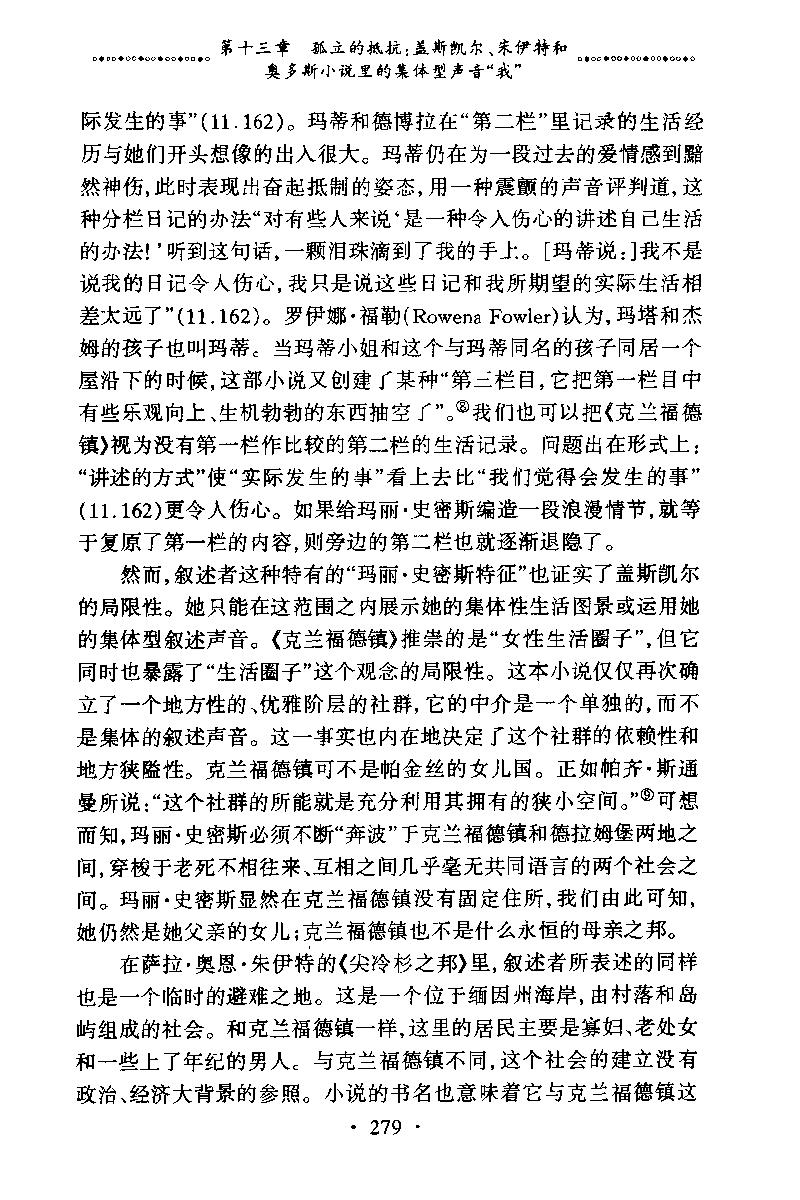 第十三章 孤立的抵抗:盖斯凯尔、朱伊特和
奥多斯小说里的集体型声音“我”
际发生的事”(11.162)。玛蒂和德博拉在“第二栏”里记录的生活经
历与她们开头想像的出入很大。玛蒂仍在为一段过去的爱情感到黯
然神伤,此时表现出奋起抵制的姿态,用一种震颤的声音评判道,这
种分栏日记的办法“对有些人来说‘是一种令人伤心的讲述自己生活
的办法!’听到这句话,一颗泪珠滴到了我的手上。[玛蒂说:]我不是
说我的日记令人伤心,我只是说这些日记和我所期望的实际生活相
差太远了”(11.162)。罗伊娜·福勒(Rowena Fowler)认为,玛塔和杰
姆的孩子也叫玛蒂。当玛蒂小姐和这个与玛蒂同名的孩子同居一个
屋沿下的时候,这部小说又创建了某种“第三栏目,它把第一栏目中
有些乐观向上、生机勃勃的东西抽空了”。⑧我们也可以把《克兰福德
镇》视为没有第一栏作比较的第二栏的生活记录。问题出在形式上:
“讲述的方式”使“实际发生的事”看上去比“我们觉得会发生的事”
(11.162)更令人伤心。如果给玛丽·史密斯编造一段浪漫情节,就等
于复原了第一栏的内容,则旁边的第二栏也就逐渐退隐了。
然而,叙述者这种特有的“玛丽·史密斯特征”也证实了盖斯凯尔
的局限性。她只能在这范围之内展示她的集体性生活图景或运用她
的集体型叙述声音。《克兰福德镇》推崇的是“女性生活圈子”,但它
同时也暴露了“生活圈子”这个观念的局限性。这本小说仅仅再次确
立了一个地方性的、优雅阶层的社群,它的中介是一个单独的,而不
是集体的叙述声音。这一事实也内在地决定了这个社群的依赖性和
地方狭隘性。克兰福德镇可不是帕金丝的女儿国。正如帕齐·斯通
曼所说:“这个社群的所能就是充分利用其拥有的狭小空间。”⑨可想
而知,玛丽·史密斯必须不断“奔波”于克兰福德镇和德拉姆堡两地之
间,穿梭于老死不相往来、互相之间几乎毫无共同语言的两个社会之
间。玛丽·史密斯显然在克兰福德镇没有固定住所,我们由此可知,
她仍然是她父亲的女儿;克兰福德镇也不是什么永恒的母亲之邦。
在萨拉·奥恩·朱伊特的《尖冷杉之邦》里,叙述者所表述的同样
也是一个临时的避难之地。这是一个位于缅因州海岸,由村落和岛
屿组成的社会。和克兰福德镇一样,这里的居民主要是寡妇、老处女
和一些上了年纪的男人。与克兰福德镇不同,这个社会的建立没有
政治、经济大背景的参照。小说的书名也意味着它与克兰福德镇这
· 279 ·